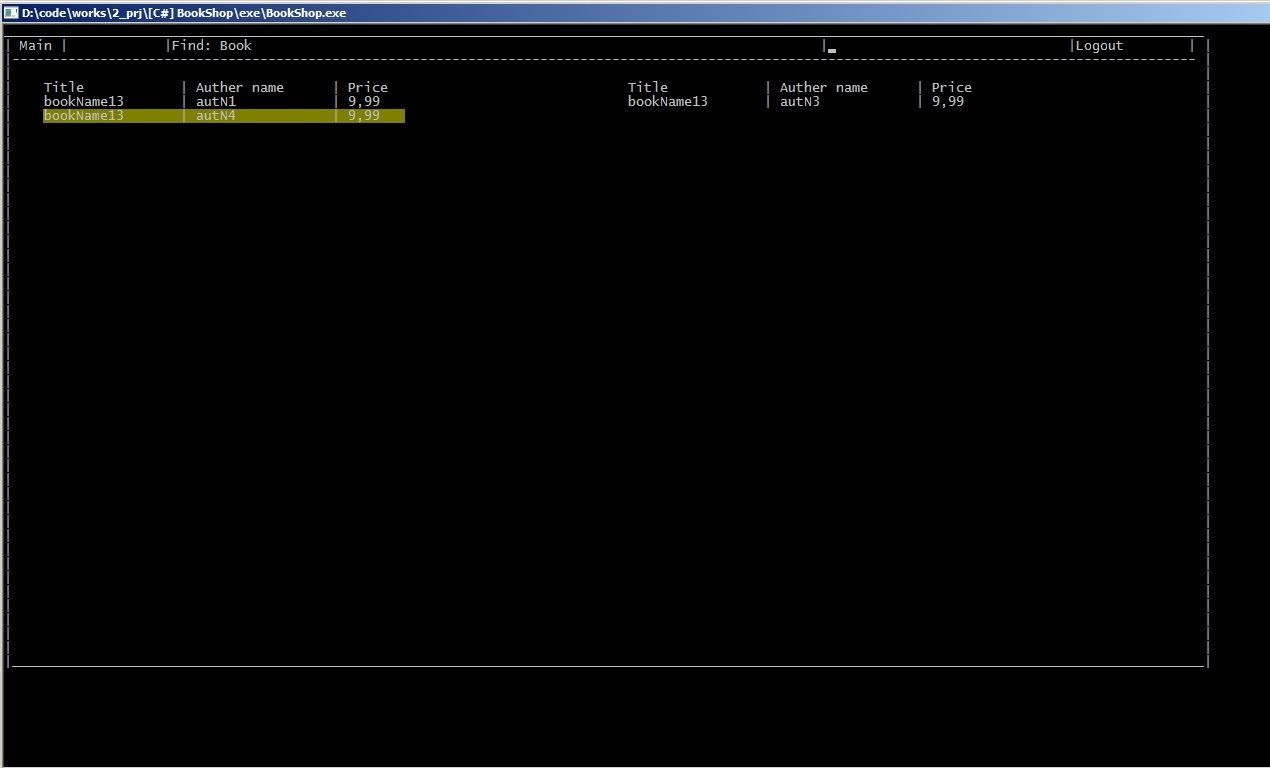 D:\code\works\2_prj\[C#] BookShop\exe\BookShop.exe
| Main | |Find: Book | |Logout | |
Title | Auther name | Price Title | Auther name | Price
bookName13 | autN1 | 9,99 bookName13 | autN3 | 9,99
bookName13 | autN4 | 9,99